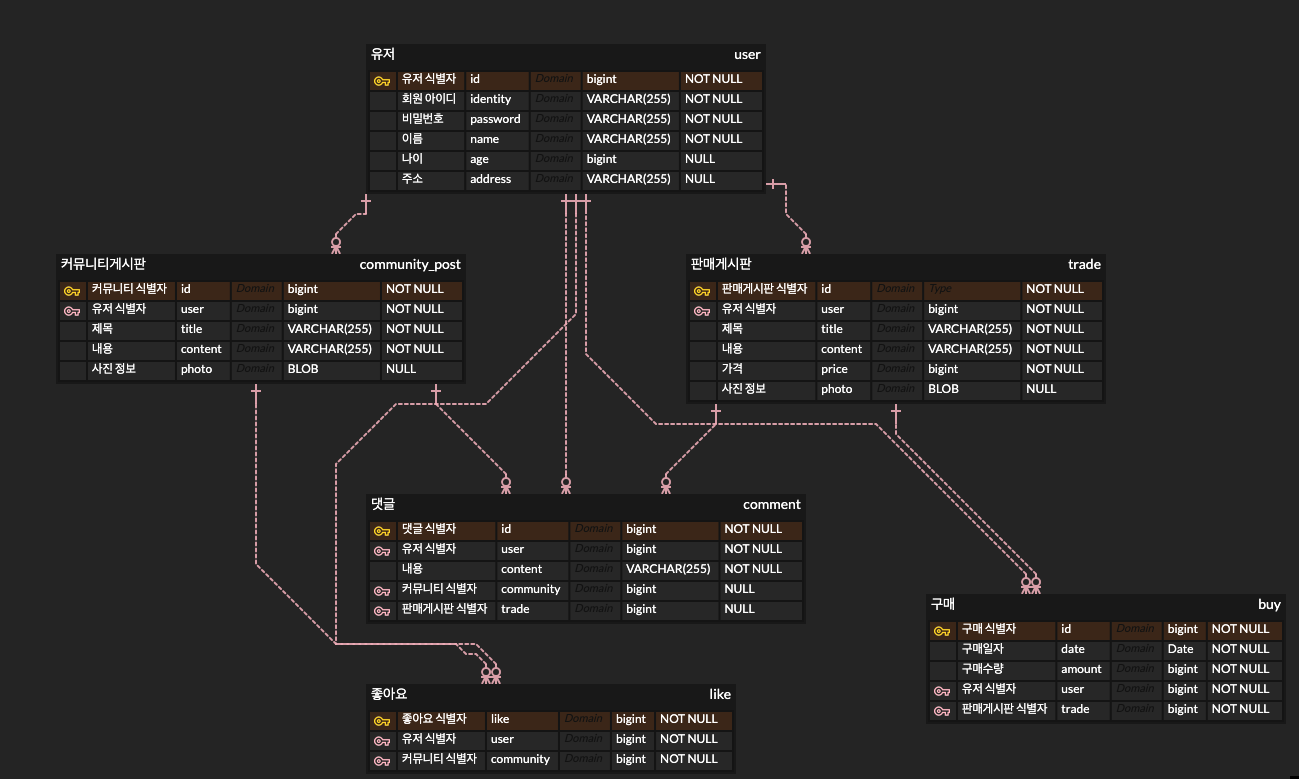 유저 user
유저 식별자 id Domain bigint NOT NULL
회원 아이디 identity Domain VARCHAR(255) NOT NULL
비밀번호 password Domain VARCHAR(255) NOT NULL
이름 name Domain VARCHAR(255) NOT NULL
나이 age Domain bigint NULL
주소 address Domain VARCHAR(255) NULL
커뮤니티게시판 community_post
커뮤니티 식별자 id Domain bigint NOT NULL
유저 식별자 user Domain bigint NOT NULL
제목 title Domain VARCHAR(255) NOT NULL
내용 content Domain VARCHAR(255) NOT NULL
사진 정보 photo Domain BLOB NULL
판매게시판 trade
판매게시판 식별자 id Domain Type NOT NULL
유저 식별자 user Domain bigint NOT NULL
제목 title Domain VARCHAR(255) NOT NULL
내용 content Domain VARCHAR(255) NOT NULL
가격 price Domain bigint NOT NULL
사진 정보 photo Domain BLOB NULL
댓글 comment
댓글 식별자 id Domain bigint NOT NULL
유저 식별자 user Domain bigint NOT NULL
내용 content Domain VARCHAR(255) NOT NULL
커뮤니티 식별자 community Domain bigint NULL
판매게시판 식별자 trade Domain bigint NULL
구매 buy
구매 식별자 id Domain bigint NOT NULL
구매일자 date Domain Date NOT NULL
구매수량 amount Domain bigint NOT NULL
유저 식별자 user Domain bigint NOT NULL
판매게시판 식별자 trade Domain bigint NOT NULL
좋아요 like
좋아요 식별자 like Domain bigint NOT NULL
유저 식별자 user Domain bigint NOT NULL
커뮤니티 식별자 community Domain bigint NOT NULL